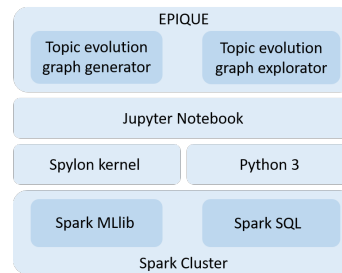 EPIQUE
Topic evolution
graph generator
Topic evolution
graph explorator
Jupyter Notebook
Spylon kernel
Python 3
Spark MLlib
Spark SQL
Spark Cluster